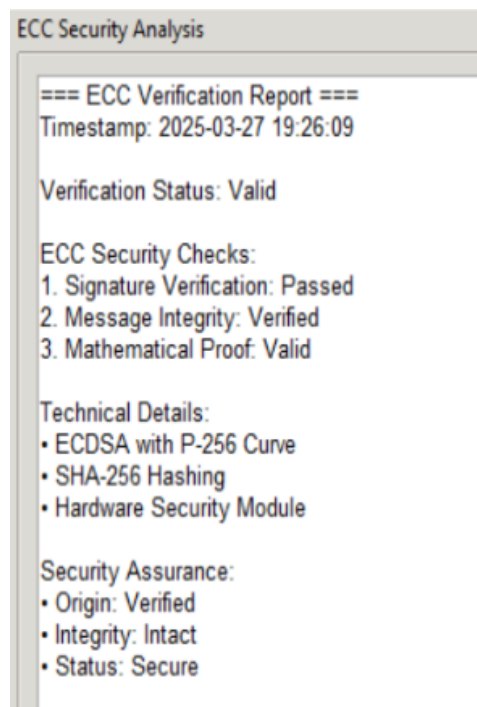 ECC Security Analysis
=== ECC Verification Report ===
Timestamp: 2025-03-27 19:26:09
Verification Status: Valid
ECC Security Checks:
1. Signature Verification: Passed
2. Message Integrity: Verified
3. Mathematical Proof: Valid
Technical Details:
• ECDSA with P-256 Curve
• SHA-256 Hashing
• Hardware Security Module
Security Assurance:
• Origin: Verified
• Integrity: Intact
• Status: Secure